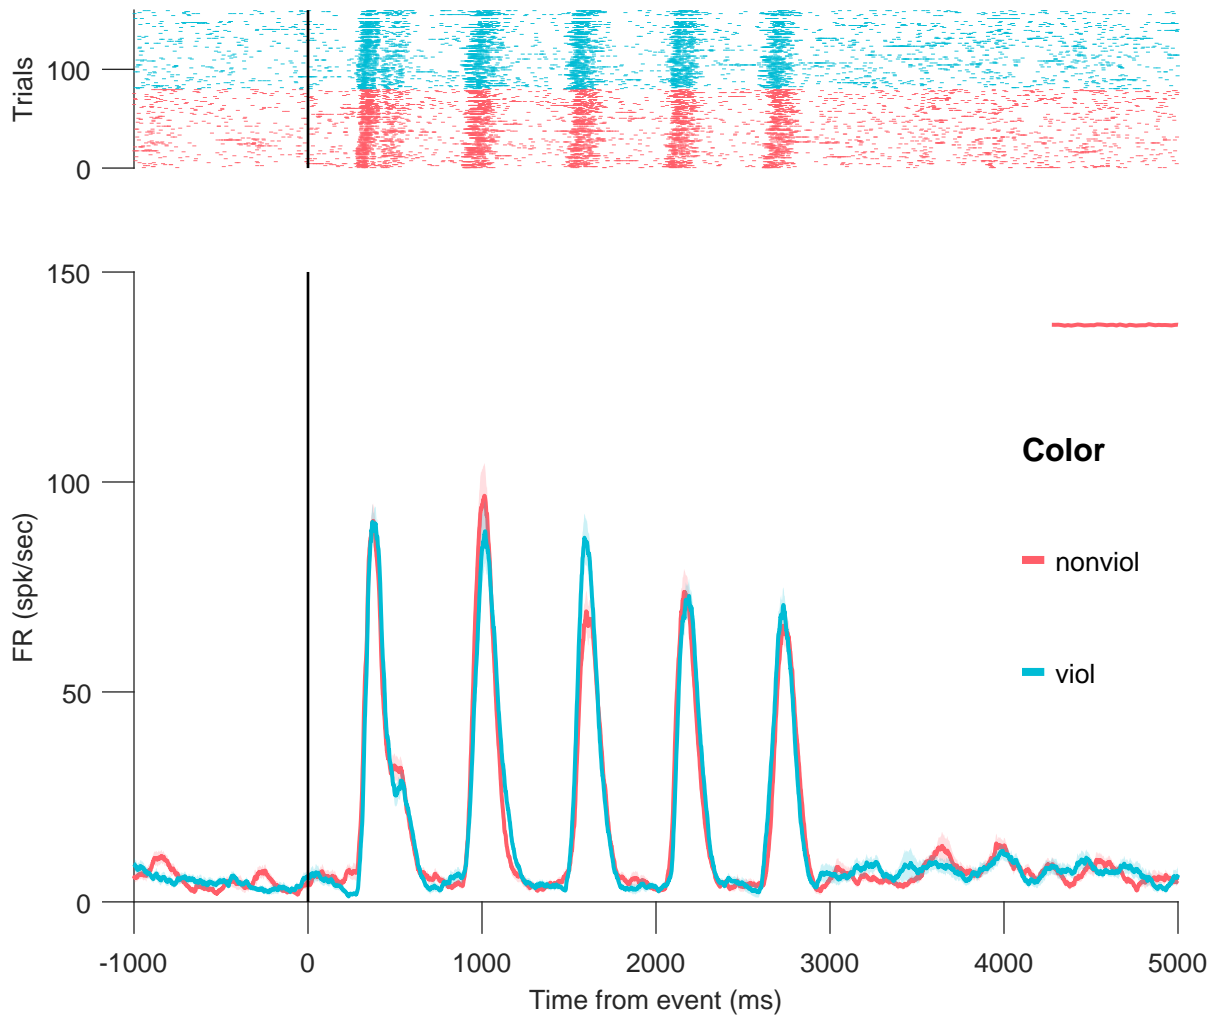 Trials
100
0
150
100
50
0
FR (spk/sec)
-1000 0 1000 2000 3000 4000 5000
Time from event (ms)
Color
nonviol
viol